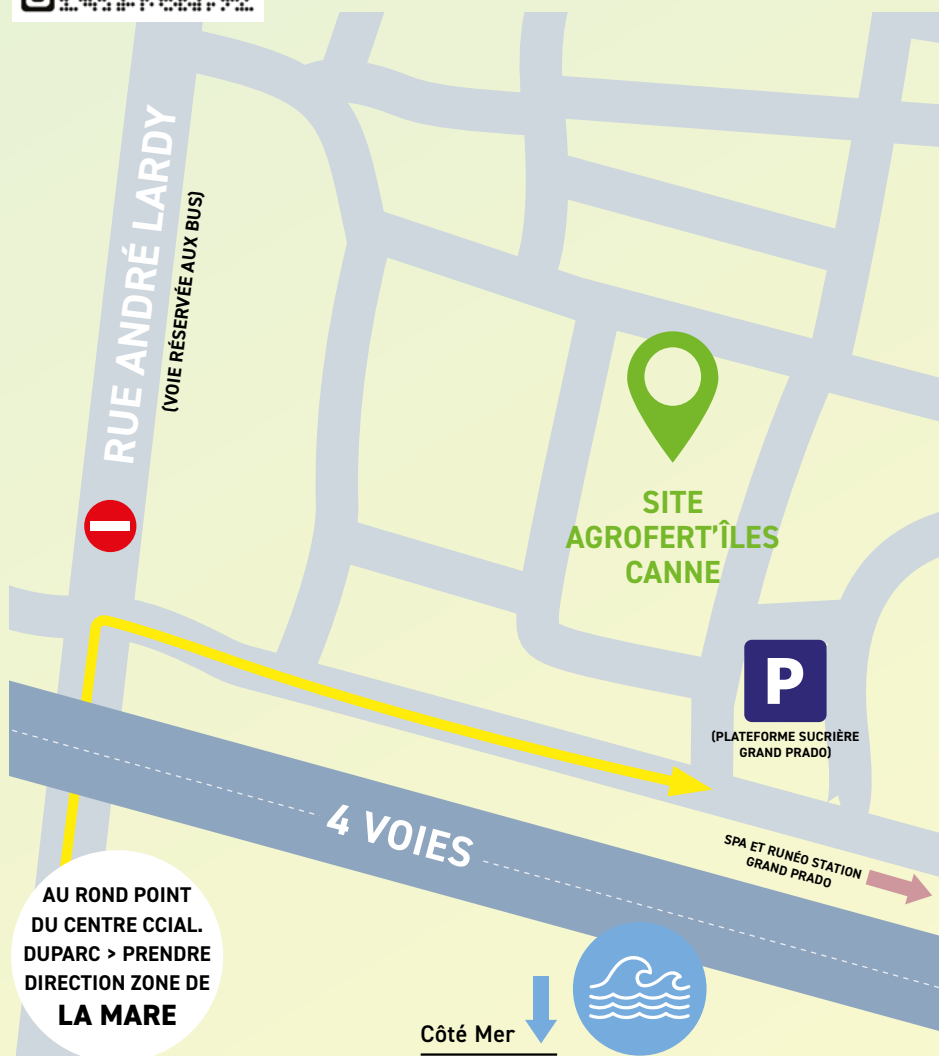 RUE ANDRÉ LARDY
(VOIE RÉSERVÉE AUX BUS)
SITE
AGROFERT'ÎLES
CANNE
P
(PLATEFORME SUCRIÈRE
GRAND PRADO)
4 VOIES
SPA ET RUNÉO STATION
GRAND PRADO
AU ROND POINT
DU CENTRE CCIAL.
DUPARC > PRENDRE
DIRECTION ZONE DE
LA MARE
Côté Mer